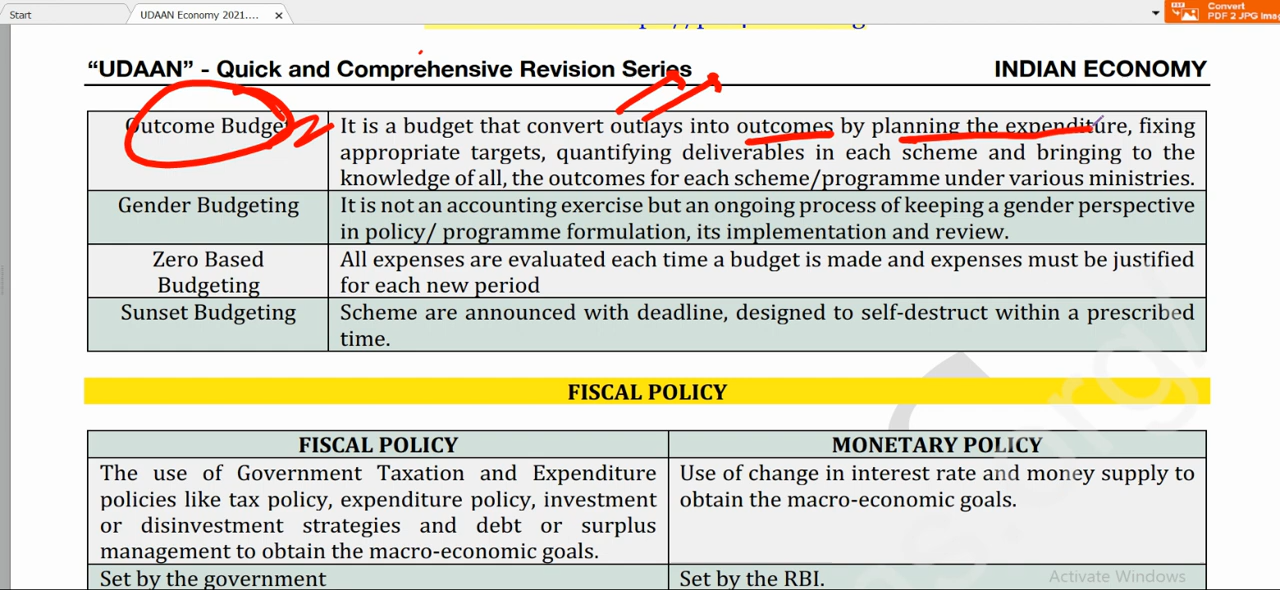 Start
UDAAN Economy 2021....
Convert
PDF 2 JPG Imag
“UDAAN” - Quick and Comprehensive Revision Series
INDIAN ECONOMY
Outcome Budget
It is a budget that convert outlays into outcomes by planning the expenditure, fixing
appropriate targets, quantifying deliverables in each scheme and bringing to the
knowledge of all, the outcomes for each scheme/programme under various ministries.
Gender Budgeting
It is not an accounting exercise but an ongoing process of keeping a gender perspective
in policy/ programme formulation, its implementation and review.
Zero Based
Budgeting
All expenses are evaluated each time a budget is made and expenses must be justified
for each new period
Sunset Budgeting
Scheme are announced with deadline, designed to self-destruct within a prescribed
time.
FISCAL POLICY
FISCAL POLICY
The use of Government Taxation and Expenditure
policies like tax policy, expenditure policy, investment
or disinvestment strategies and debt or surplus
management to obtain the macro-economic goals.
Set by the government
MONETARY POLICY
Use of change in interest rate and money supply to
obtain the macro-economic goals.
Set by the RBI.
Activate Windows